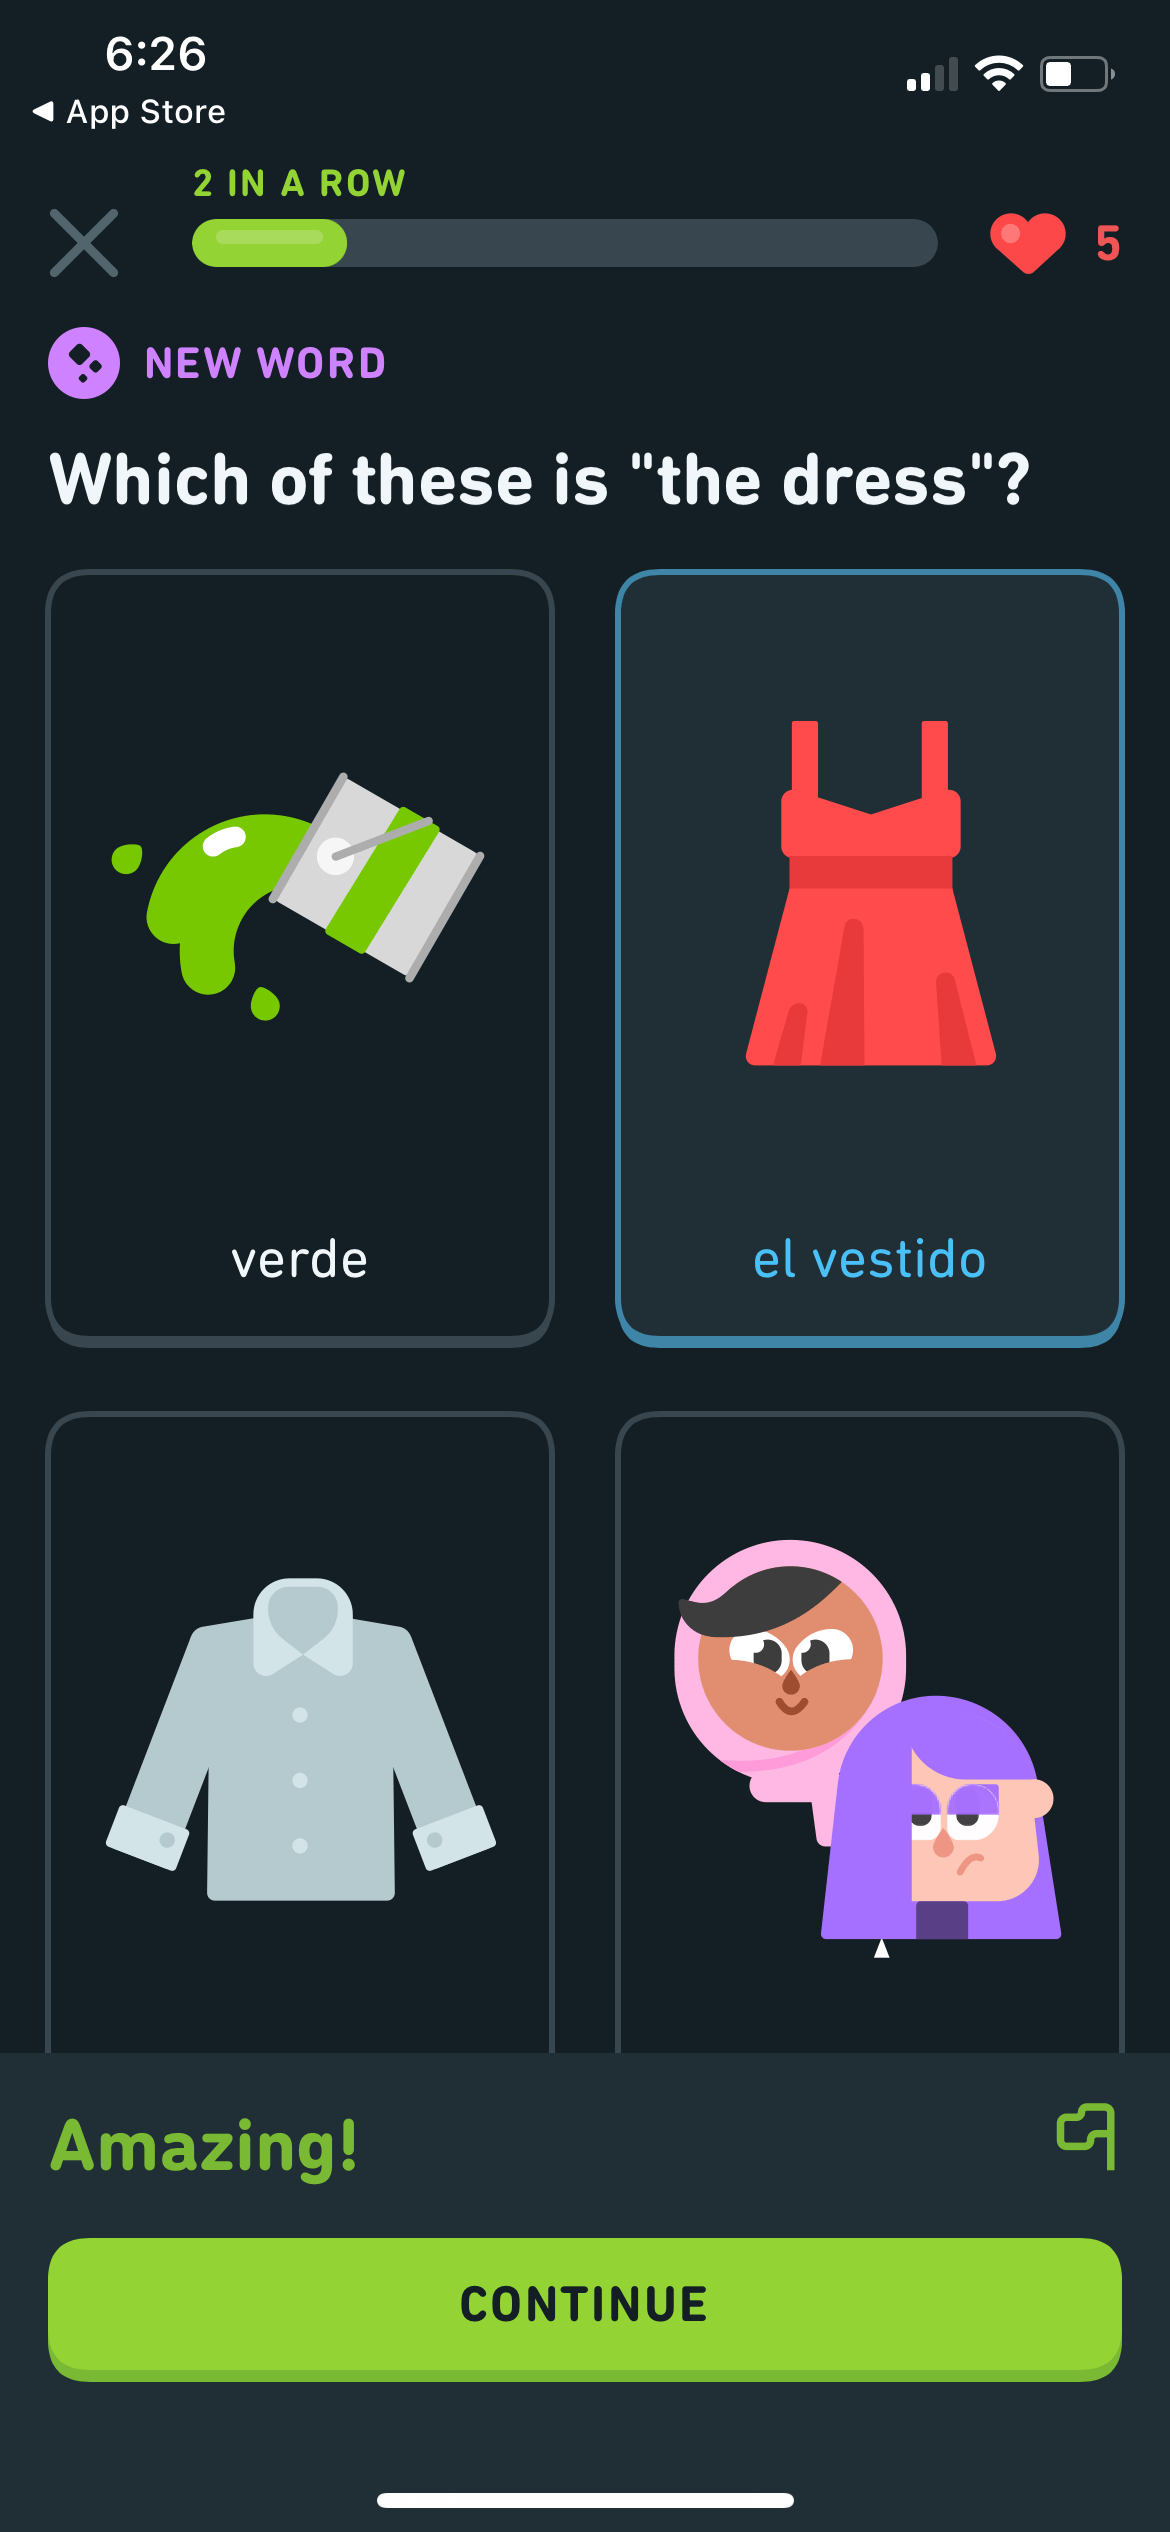 6:26
App Store
2 IN A ROW
5
NEW WORD
Which of these is "the dress"?
verde
el vestido
Amazing!
CONTINUE